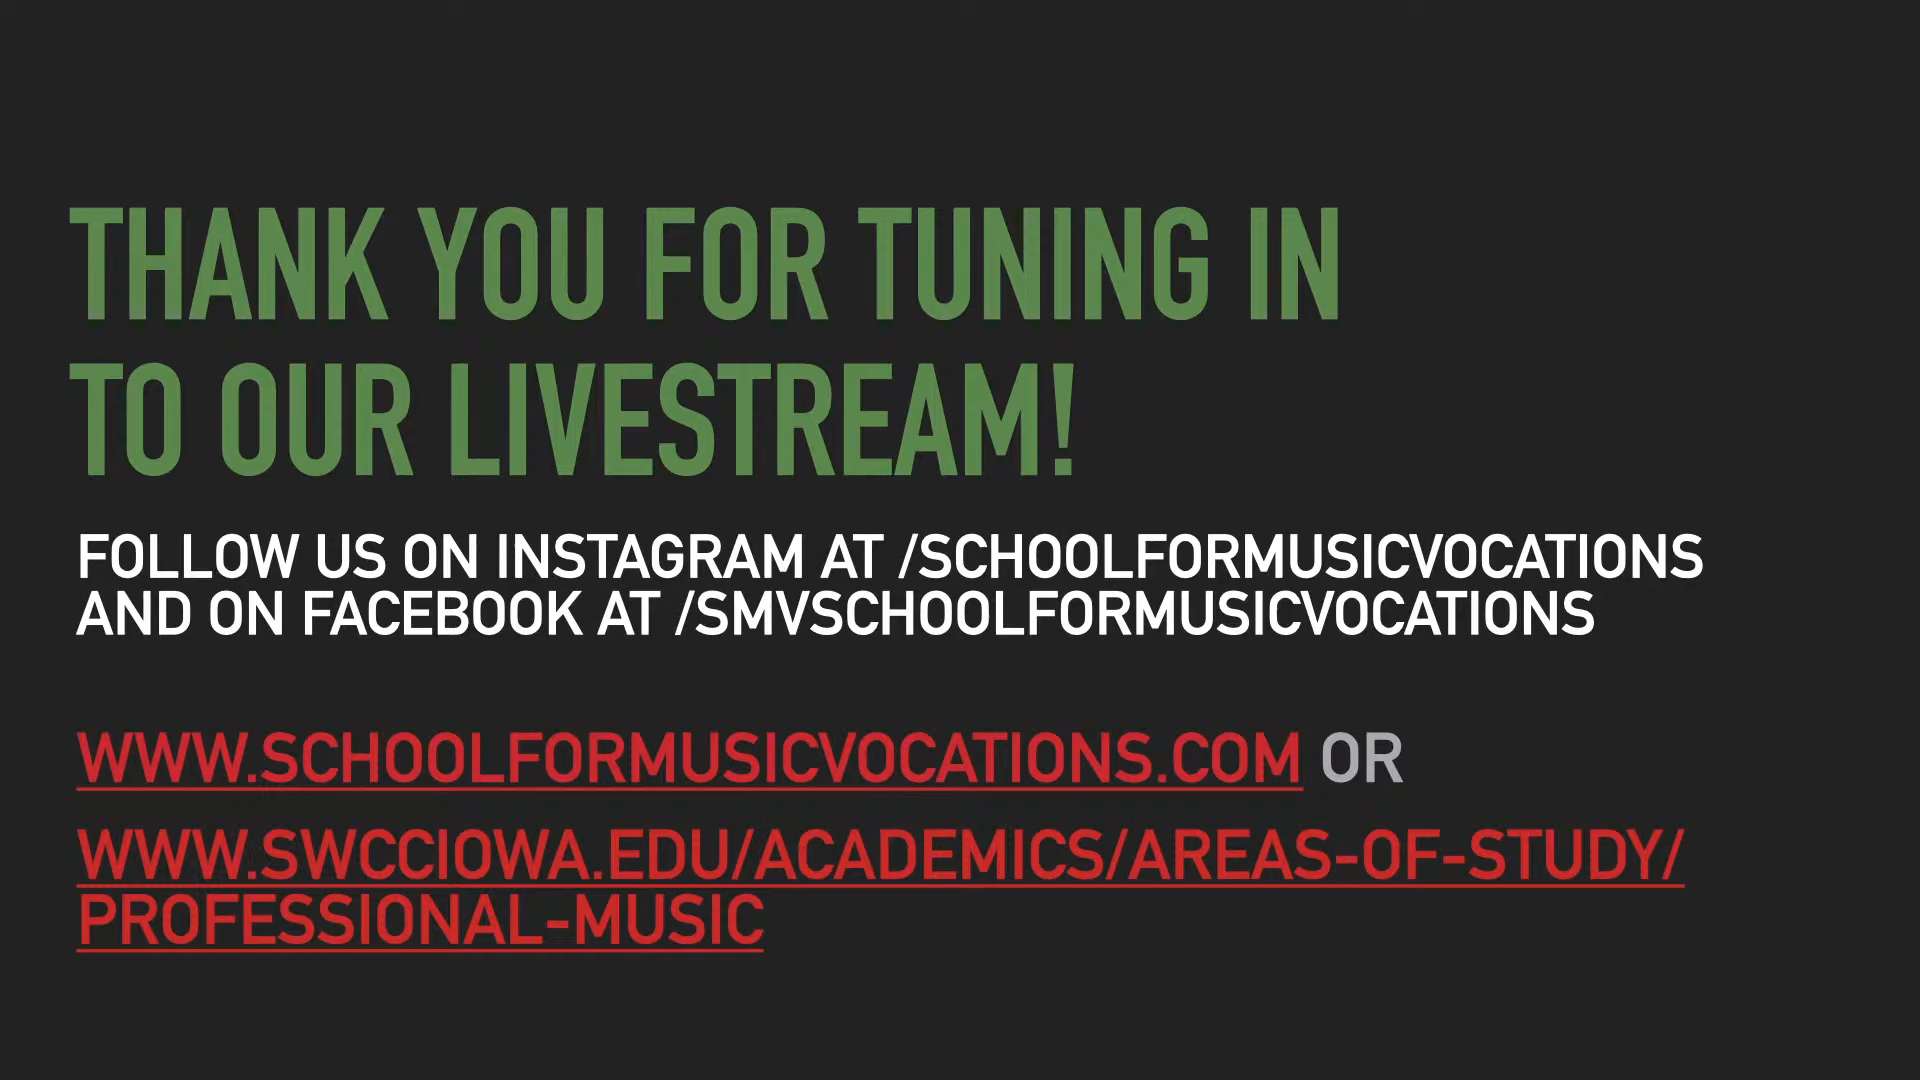 THANK YOU FOR TUNING IN
TO OUR LIVESTREAM!
FOLLOW US ON INSTAGRAM AT /SCHOOLFORMUSICVOCATIONS
AND ON FACEBOOK AT /SMVSCHOOLFORMUSICVOCATIONS
WWW.SCHOOLFORMUSICVOCATIONS.COM OR
WWW.SWCCIOWA.EDU/ACADEMICS/AREAS-OF-STUDY/
PROFESSIONAL-MUSIC